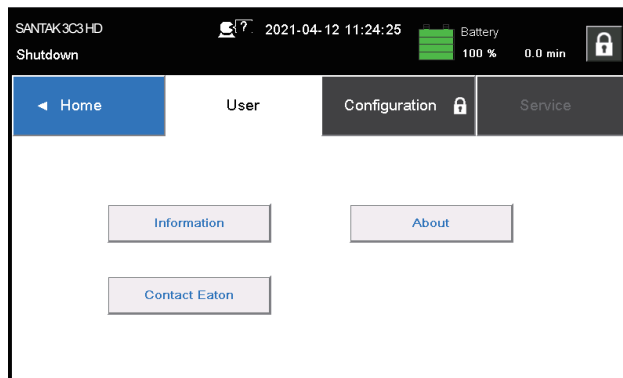 SANTAK 3C3 HD ? 2021-04-12 11:24:25 Battery
Shutdown 100 % 0.0 min
◄ Home User Configuration Service
Information About
Contact Eaton